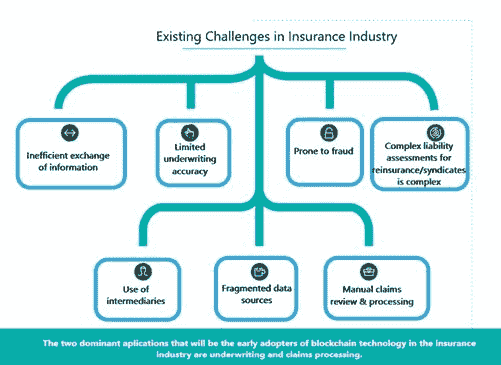 Existing Challenges in Insurance Industry
Inefficient exchange
of information
Limited
underwriting
accuracy
Prone to fraud
Complex liability
assessments for
reinsurance/syndicates
is complex
Use of
intermediaries
Fragmented data
sources
Manual claims
review & processing
The two dominant aplications that will be the early adopters of blockchain technology in the insurance
industry are underwriting and claims processing.